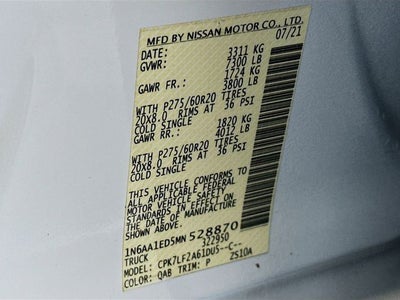 MFD BY NISSAN MOTOR CO., LTD.
DATE: 07/21
GVWR: 3311 KG
7300 LB
GAWR FR.: 1724 KG
3800 LB
WITH P275/60R20 TIRES
20X8.0 RIMS AT 36 PSI
COLD SINGLE
GAWR RR.: 1820 KG
4012 LB
WITH P275/60R20 TIRES
20X8.0 RIMS AT 36 PSI
COLD SINGLE
THIS VEHICLE CONFORMS TO
ALL APPLICABLE FEDERAL
MOTOR VEHICLE SAFETY
STANDARDS IN EFFECT ON
THE DATE OF MANUFACTURE
1N6AA1ED5MN528870
TRUCK 322950
MODEL: CPK7LF2A61DU5--C--
COLOR: QAB TRIM: P ZS10A